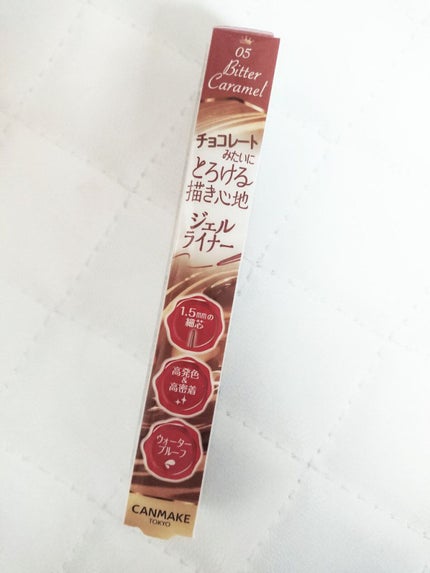 05
Bitter
Caramel
チョコレート
みたいに
とろける
描き心地
ジェル
ライナー
1.5mmの
細芯
高発色
&
高密着
ウォーター
プルーフ
CANMAKE
TOKYO